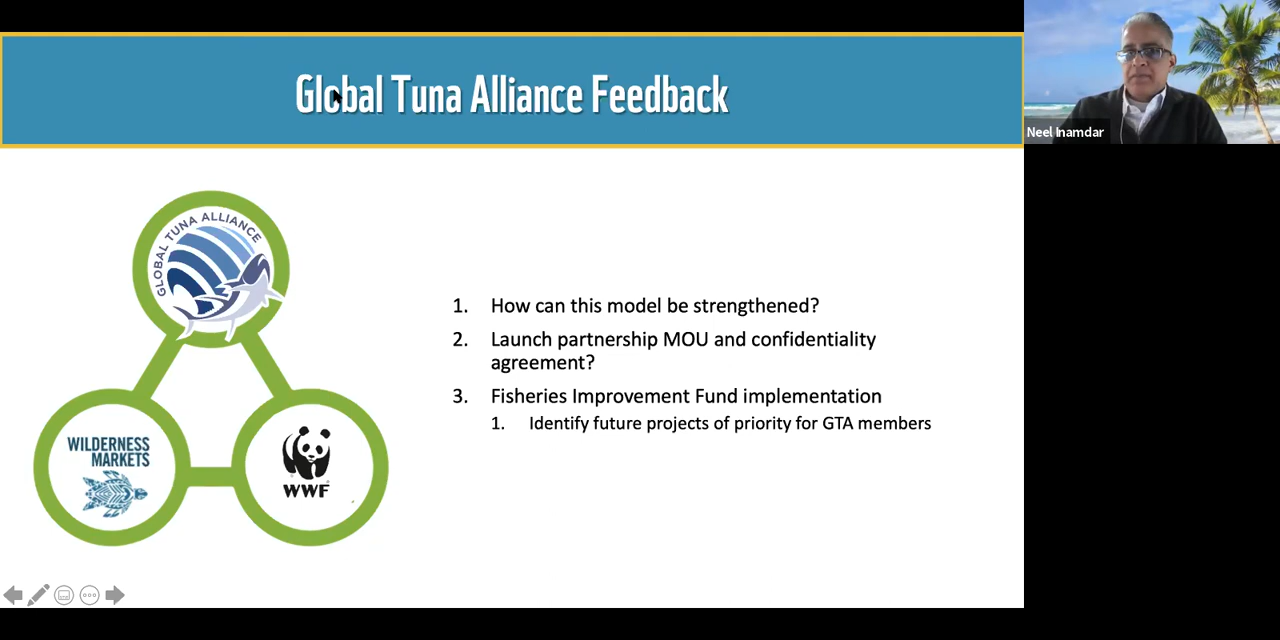 Global Tuna Alliance Feedback
Neel Inamdar
GLOBAL TUNA ALLIANCE
1. How can this model be strengthened?
2. Launch partnership MOU and confidentiality
agreement?
3. Fisheries Improvement Fund implementation
1. Identify future projects of priority for GTA members
WILDERNESS
MARKETS
WWF